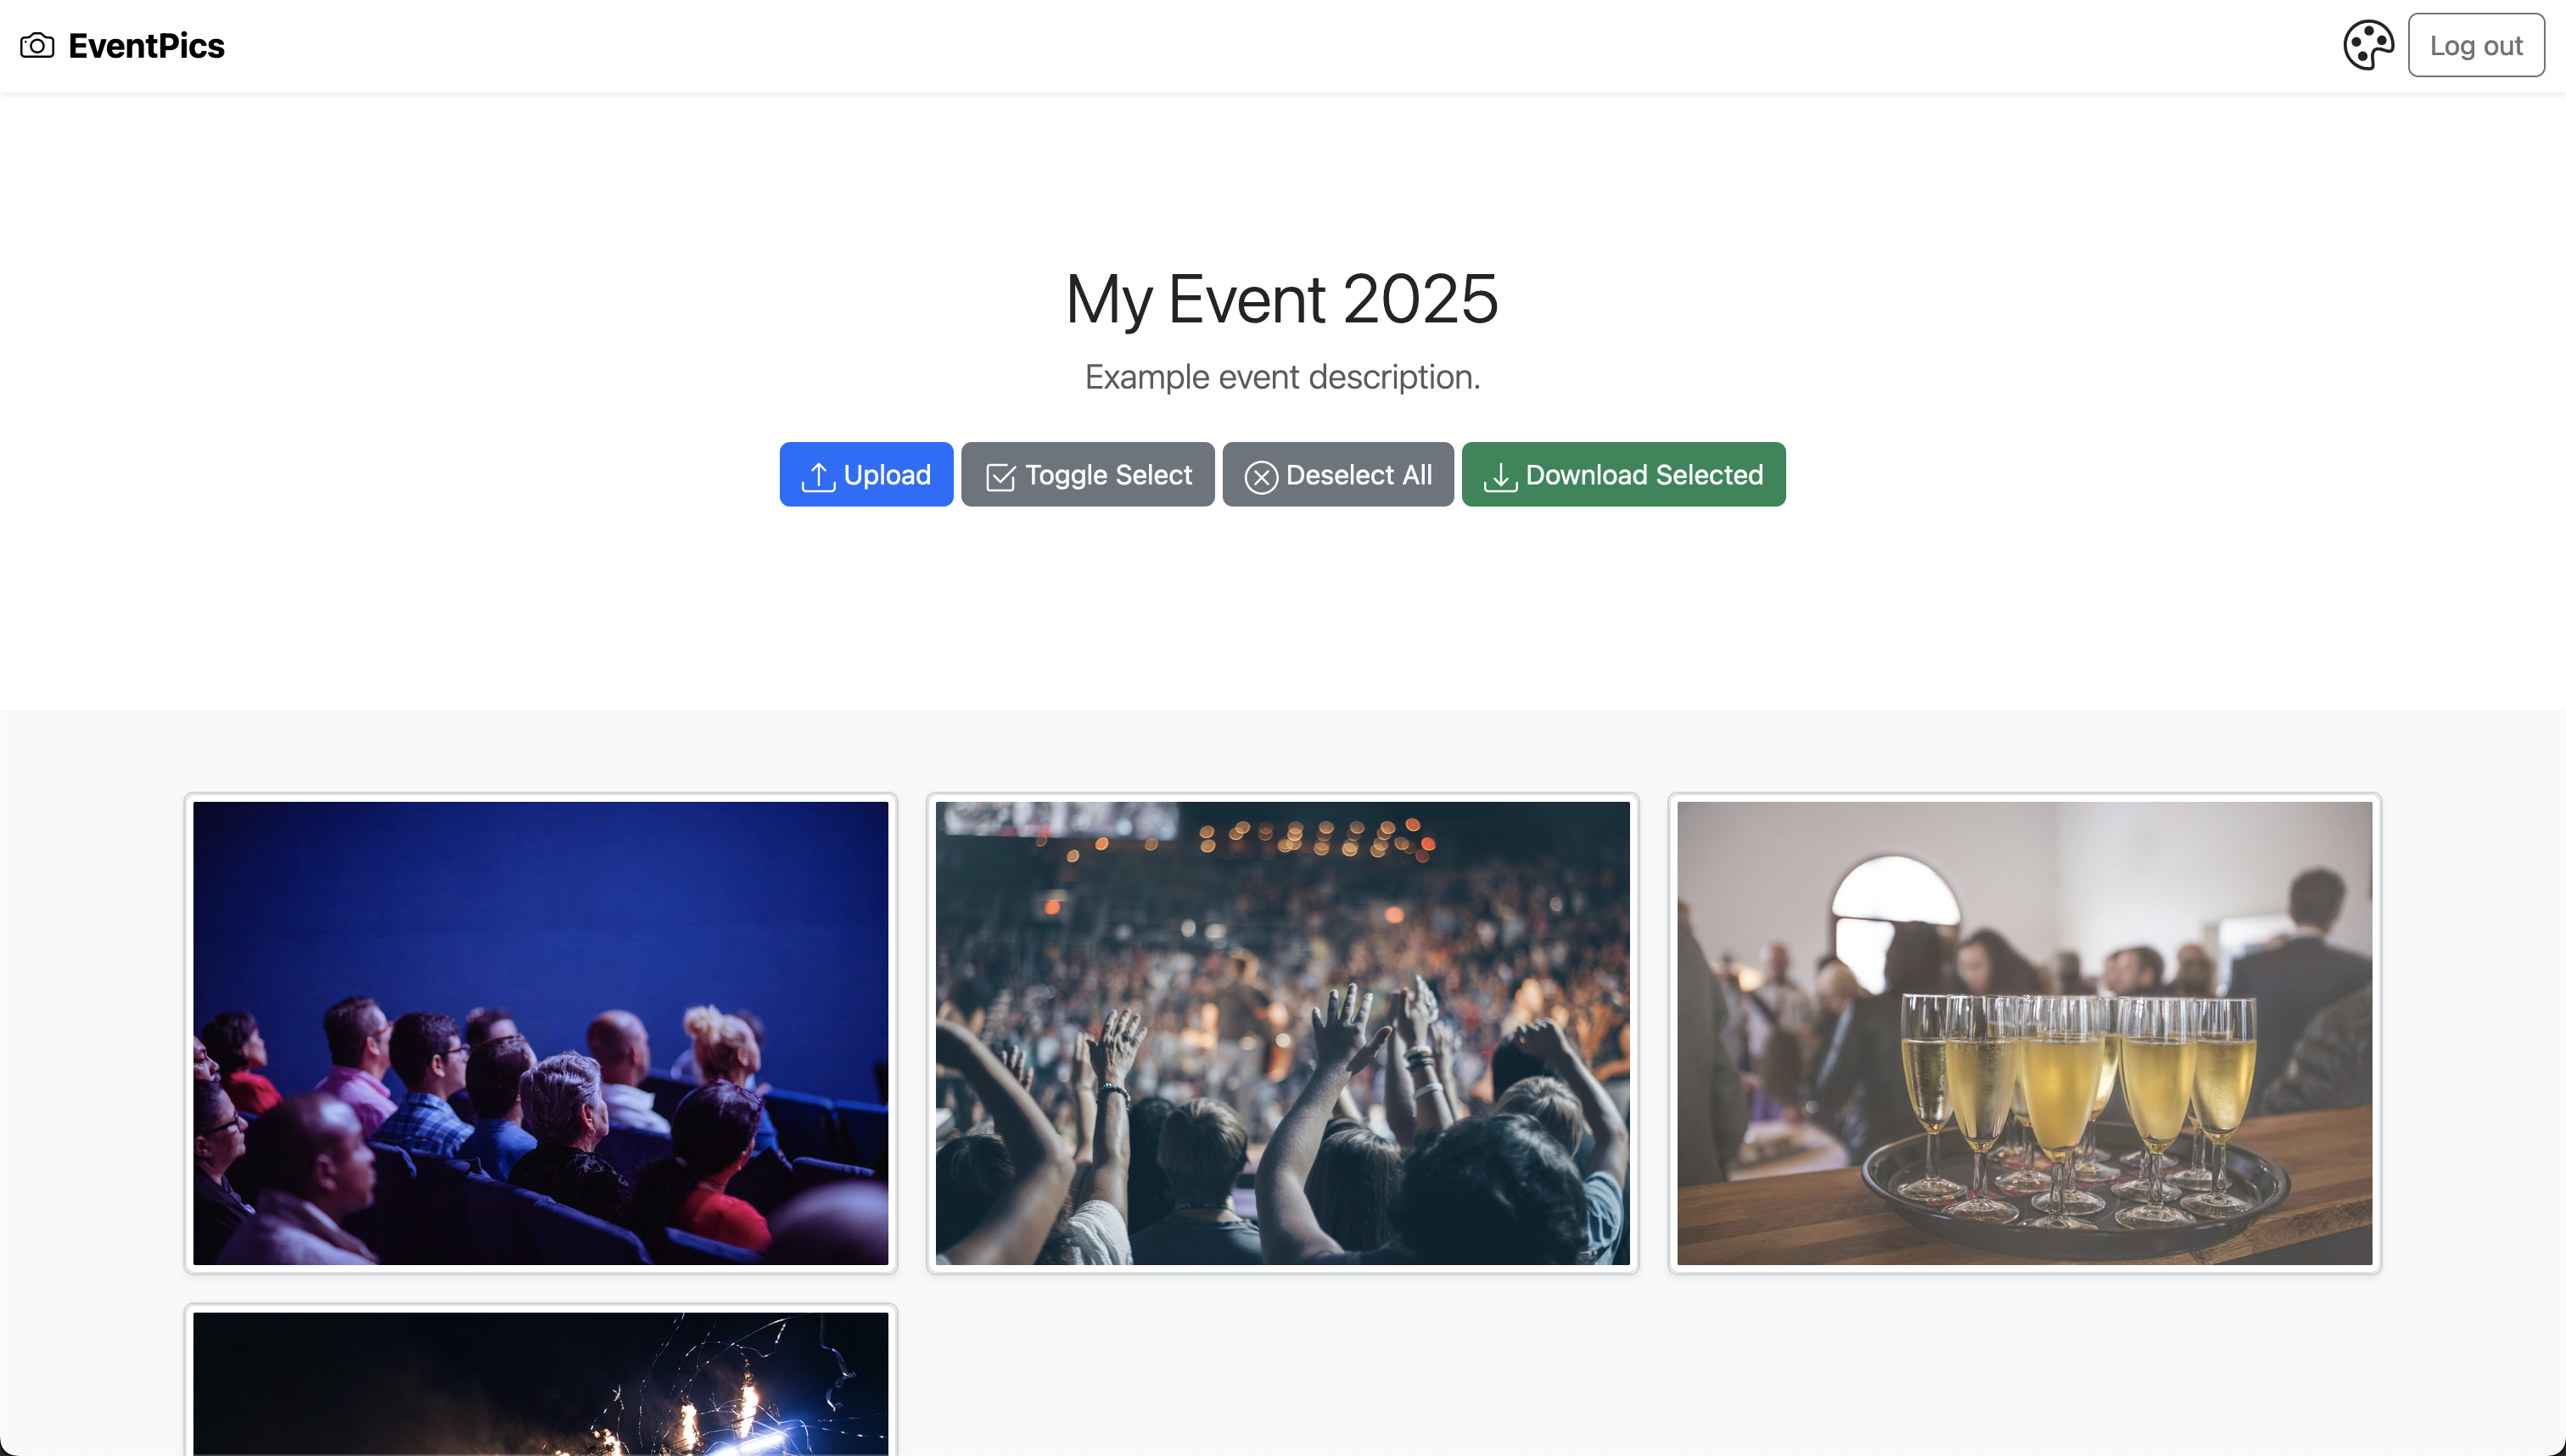 EventPics
Log out
My Event 2025
Example event description.
Upload
Toggle Select
Deselect All
Download Selected